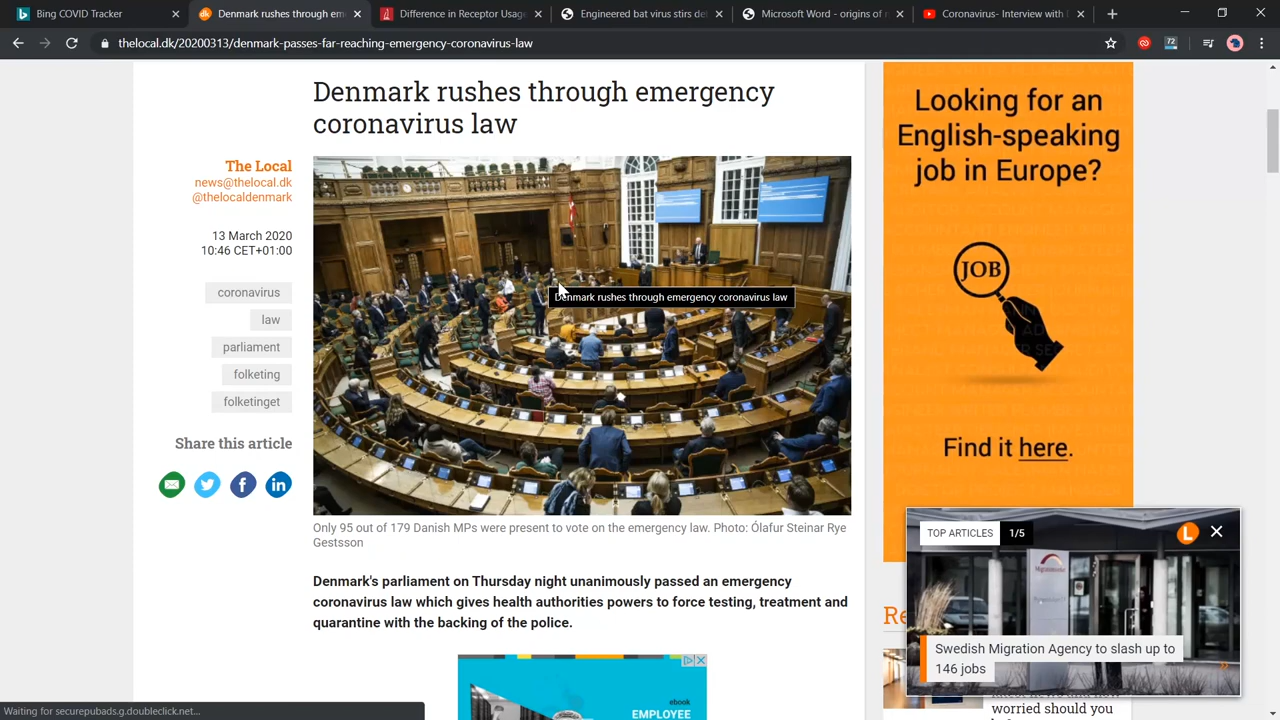 Bing COVID Tracker
Denmark rushes through em
Difference in Receptor Usag
Engineered bat virus stirs de
Microsoft Word - origins of
Coronavirus- Interview with
thelocal.dk/20200313/denmark-passes-far-reaching-emergency-coronavirus-law
72
Denmark rushes through emergency
coronavirus law
The Local
news@thelocal.dk
@thelocaldenmark
13 March 2020
10:46 CET+01:00
coronavirus
law
parliament
folketing
folketinget
Share this article
Denmark rushes through emergency coronavirus law
Only 95 out of 179 Danish MPs were present to vote on the emergency law. Photo: Ólafur Steinar Rye
Gestsson
Denmark's parliament on Thursday night unanimously passed an emergency
coronavirus law which gives health authorities powers to force testing, treatment and
quarantine with the backing of the police.
ebook
EMPLOYEE
Looking for an
English-speaking
job in Europe?
JOB
Find it here.
TOP ARTICLES 1/5
L
Swedish Migration Agency to slash up to
146 jobs
Re
worried should you
Waiting for securepubads.g.doubleclick.net...